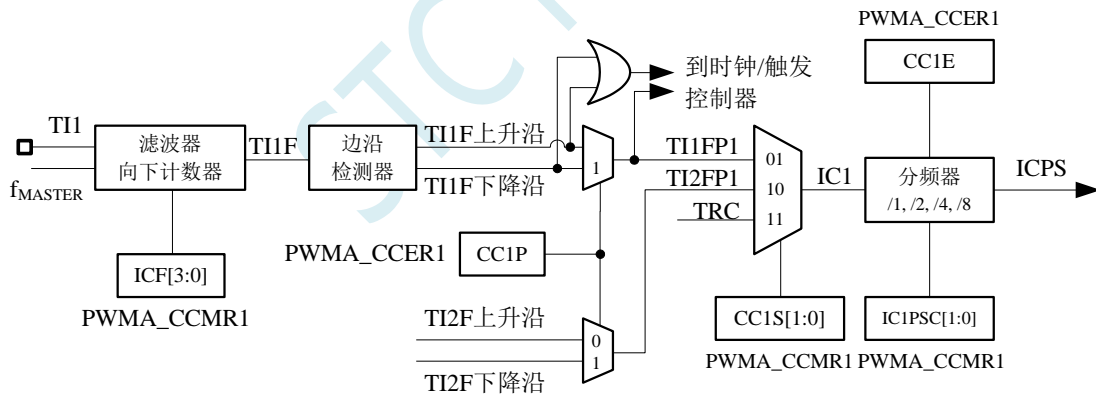 PWMA_CCER1
CC1E
到时钟/触发
控制器
TI1
f_MASTER
滤波器
向下计数器
TI1F
边沿
检测器
TI1F上升沿
TI1F下降沿
1
TI1FP1
TI2FP1
TRC
01
10
11
IC1
分频器
/1, /2, /4, /8
ICPS
ICF[3:0]
PWMA_CCMR1
PWMA_CCER1
CC1P
TI2F上升沿
TI2F下降沿
0
1
CC1S[1:0]
PWMA_CCMR1
IC1PSC[1:0]
PWMA_CCMR1
STC